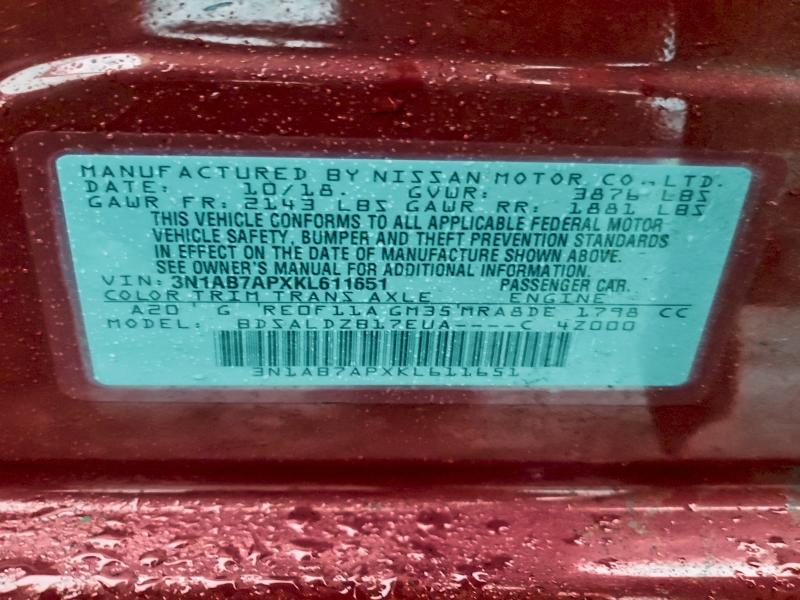 MANUFACTURED BY NISSAN MOTOR CO., LTD.
DATE: 10/18. GVWR: 3876 LBS
GAWR FR: 2143 LBS GAWR RR: 1881 LBS
THIS VEHICLE CONFORMS TO ALL APPLICABLE FEDERAL MOTOR
VEHICLE SAFETY, BUMPER AND THEFT PREVENTION STANDARDS
IN EFFECT ON THE DATE OF MANUFACTURE SHOWN ABOVE.
SEE OWNER'S MANUAL FOR ADDITIONAL INFORMATION.
VIN: 3N1AB7APXKL611651 PASSENGER CAR.
COLOR TRIM TRANS AXLE ENGINE
A20 G RE0F11A GM35 MRA8DE 1798 CC
MODEL: BDSALDZB17EUA----C 4Z000
3N1AB7APXKL611651